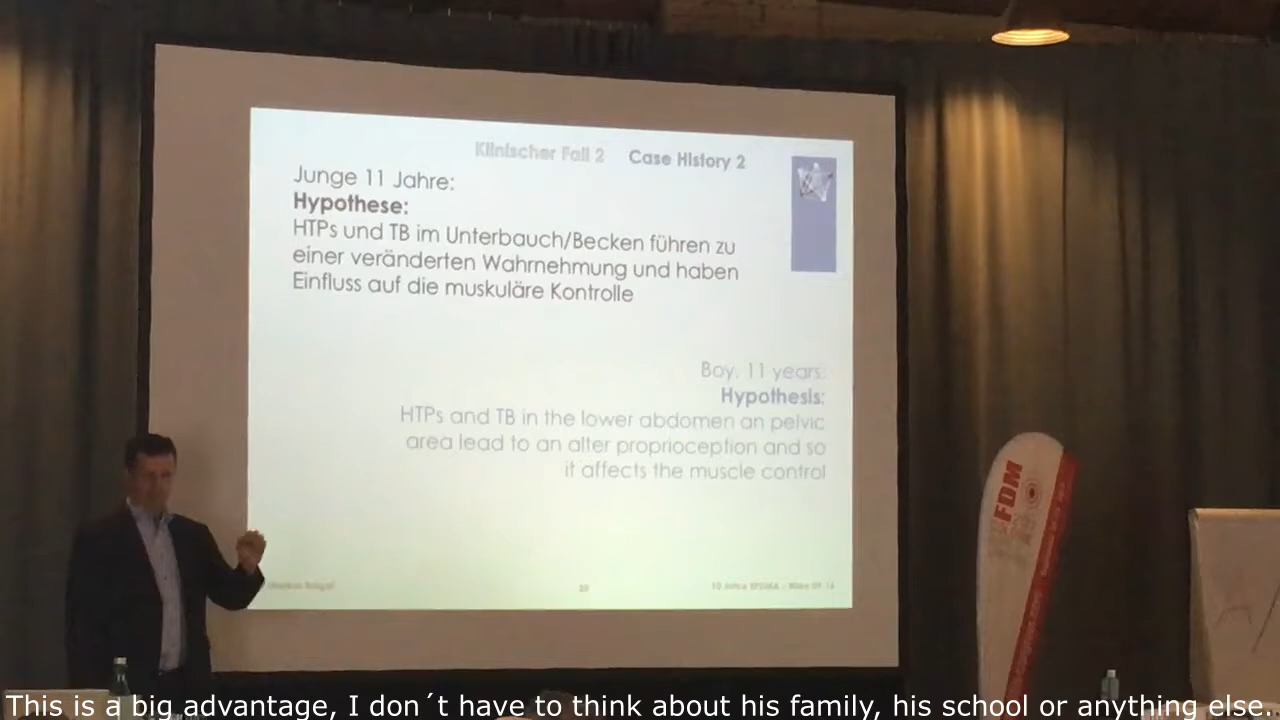 Klinischer Fall 2 Case History 2
Junge 11 Jahre:
Hypothese:
HTPs und TB im Unterbauch/Becken führen zu
einer veränderten Wahrnehmung und haben
Einfluss auf die muskuläre Kontrolle
Boy, 11 years:
Hypothesis:
HTPs and TB in the lower abdomen an pelvic
area lead to an alter proprioception and so
it affects the muscle control
20
FDM
This is a big advantage, I don´t have to think about his family, his school or anything else..